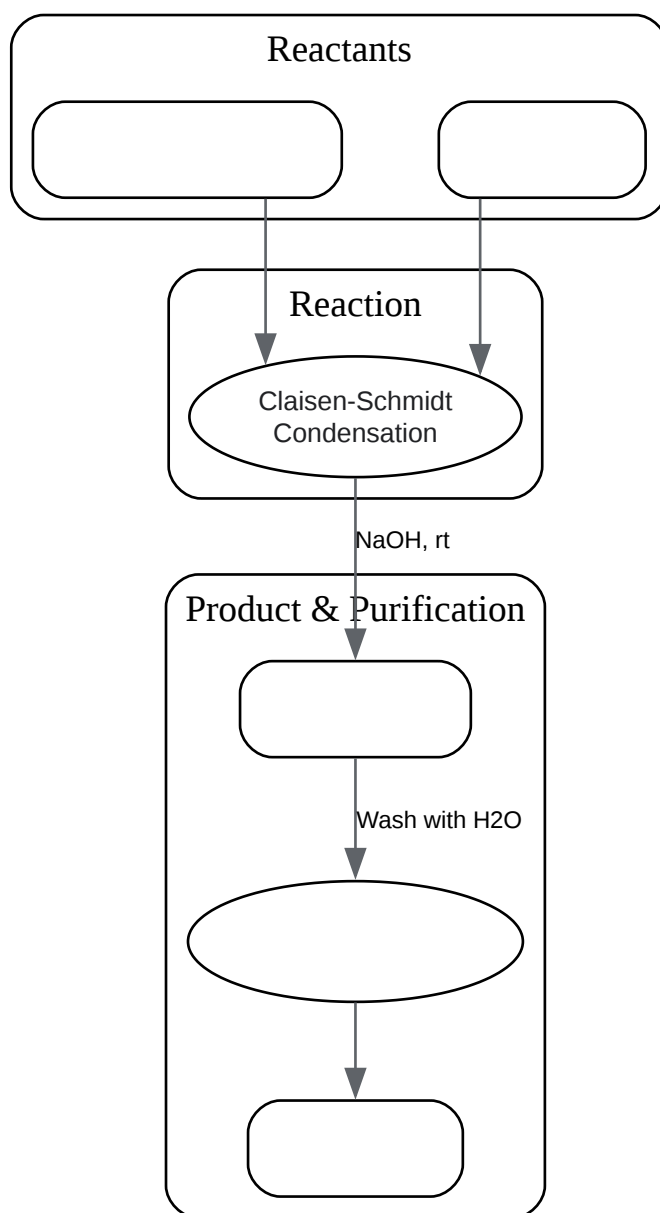 Reactants
Reaction
Claisen-Schmidt
Condensation
NaOH, rt
Product & Purification
Wash with H2O